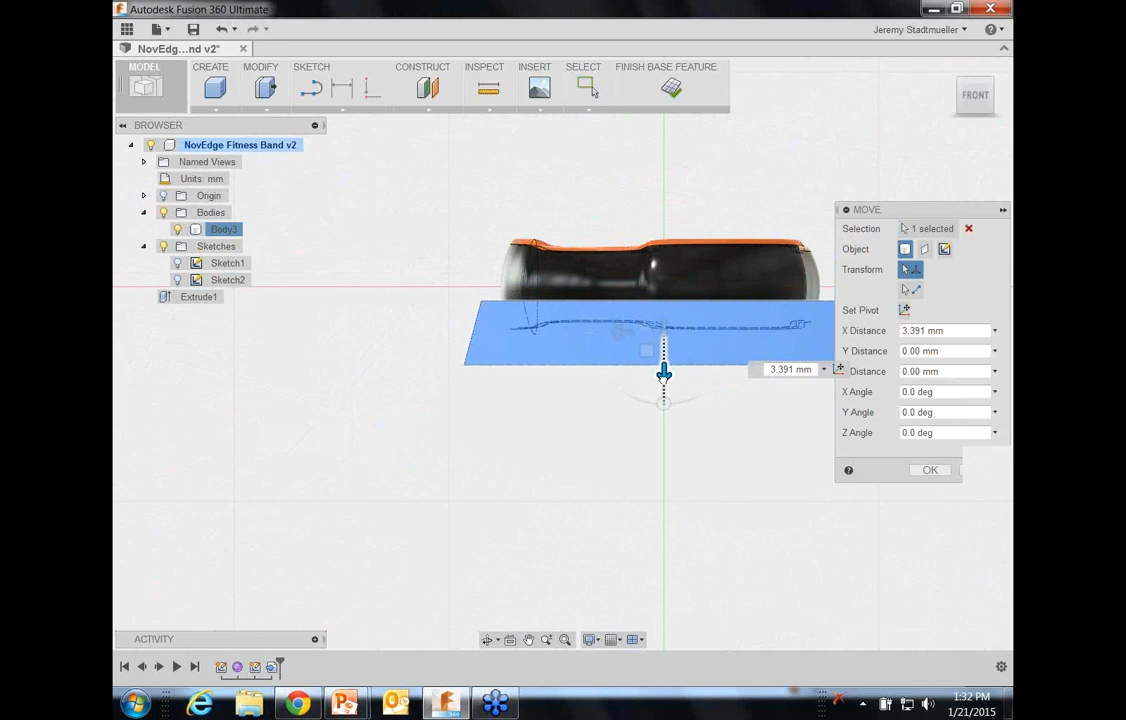 Autodesk Fusion 360 Ultimate
Jeremy Stadtmueller
NovEdg...nd v2*
MODEL CREATE MODIFY SKETCH CONSTRUCT INSPECT INSERT SELECT FINISH BASE FEATURE
FRONT
BROWSER
NovEdge Fitness Band v2
Named Views
Units: mm
Origin
Bodies
Body3
Sketches
Sketch1
Sketch2
Extrude1
MOVE
Selection 1 selected
Object
Transform
Set Pivot
X Distance 3.391 mm
Y Distance 0.00 mm
3.391 mm
Distance 0.00 mm
X Angle 0.0 deg
Y Angle 0.0 deg
Z Angle 0.0 deg
OK
ACTIVITY
1:32 PM
1/21/2015